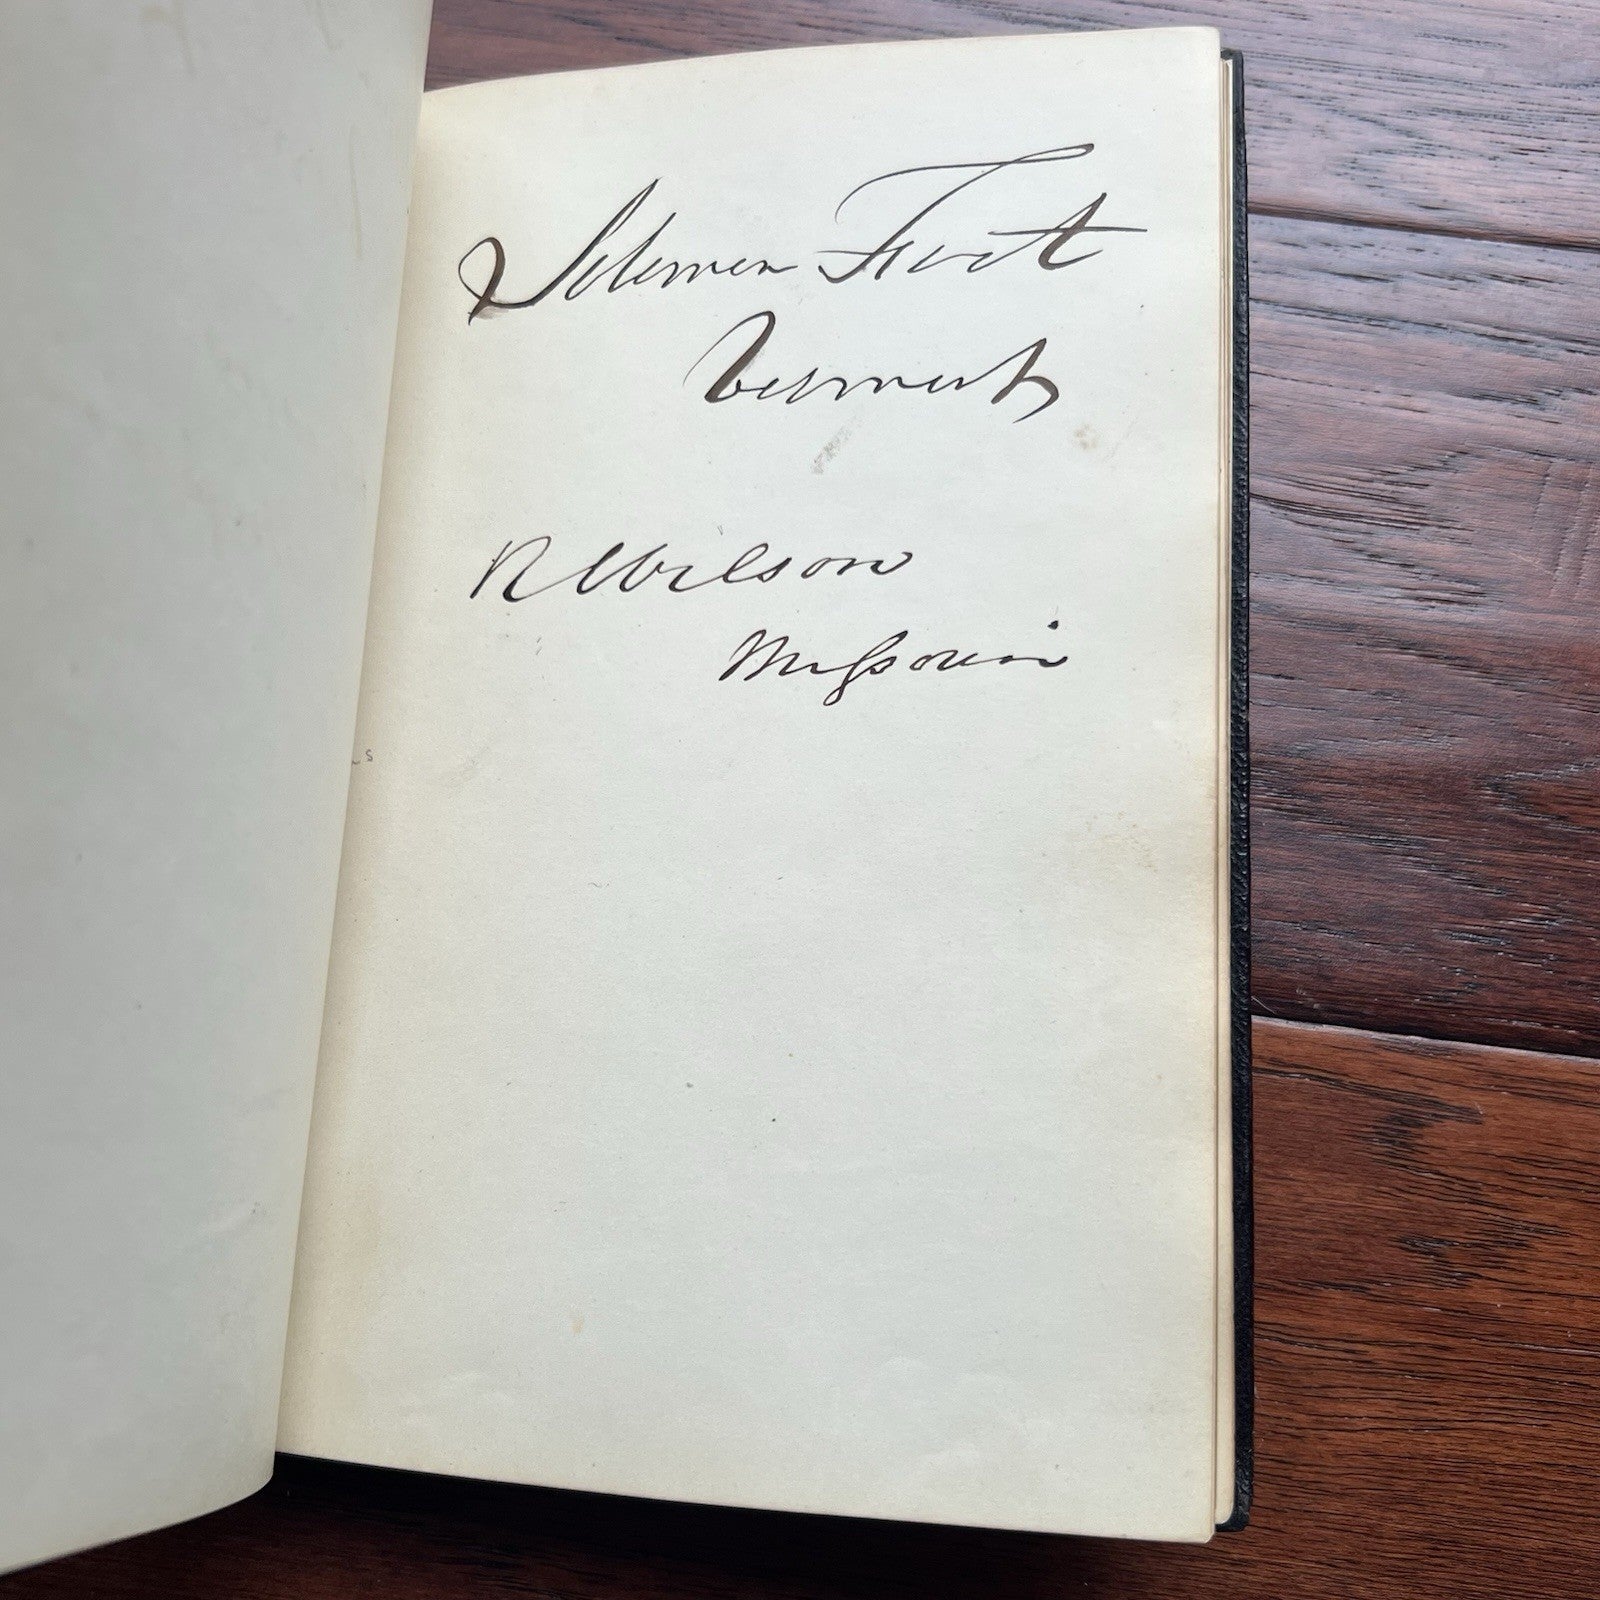 Solomon Foot
Vermont
R Wilson
Missouri
s